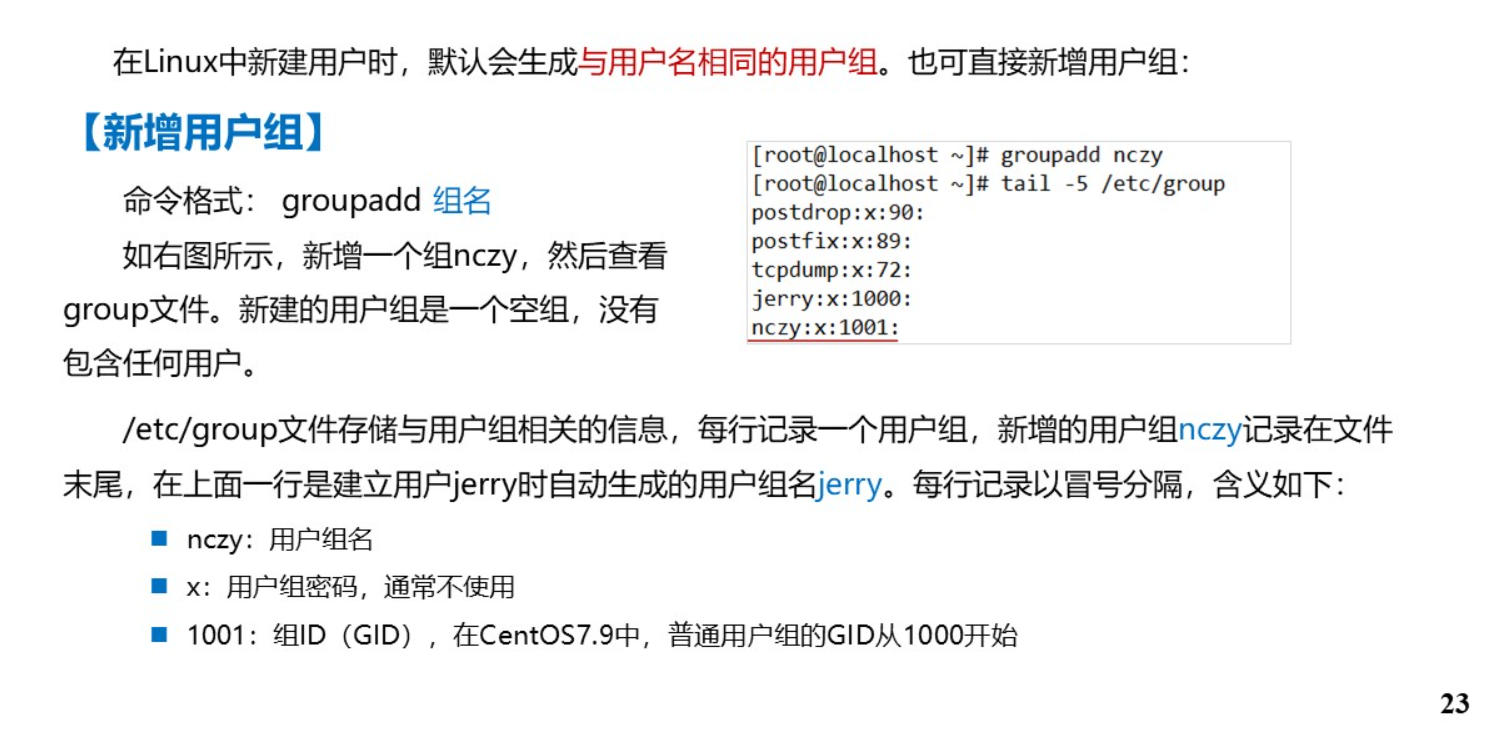 在Linux中新建用户时，默认会生成与用户名相同的用户组。也可直接新增用户组：
【新增用户组】
命令格式： groupadd 组名
如右图所示，新增一个组nczy，然后查看
group文件。新建的用户组是一个空组，没有
包含任何用户。
[root@localhost ~]# groupadd nczy
[root@localhost ~]# tail -5 /etc/group
postdrop:x:90:
postfix:x:89:
tcpdump:x:72:
jerry:x:1000:
nczy:x:1001:
/etc/group文件存储与用户组相关的信息，每行记录一个用户组，新增的用户组nczy记录在文件
末尾，在上面一行是建立用户jerry时自动生成的用户组名jerry。每行记录以冒号分隔，含义如下：
■ nczy：用户组名
■ x：用户组密码，通常不使用
■ 1001：组ID（GID），在CentOS7.9中，普通用户组的GID从1000开始
23